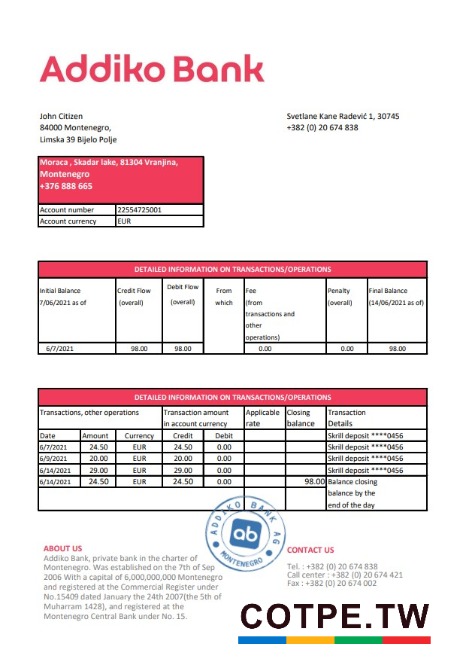 Addiko Bank
John Citizen
84000 Montenegro,
Limska 39 Bijelo Polje
Svetlane Kane Radević 1, 30745
+382 (0) 20 674 838
Moraca , Skadar lake, 81304 Vranjina,
Montenegro
+376 888 665
Account number 22554725001
Account currency EUR
DETAILED INFORMATION ON TRANSACTIONS/OPERATIONS
Initial Balance Credit Flow Debit Flow From Fee Penalty Final Balance
7/06/2021 as of (overall) (overall) which (from (overall) (14/06/2021 as of)
transactions and
other
operations)
6/7/2021 98.00 98.00 0.00 0.00 98.00
DETAILED INFORMATION ON TRANSACTIONS/OPERATIONS
Transactions, other operations Transaction amount Applicable Closing Transaction
in account currency rate balance Details
Date Amount Currency Credit Debit Skrill deposit ****0456
6/7/2021 24.50 EUR 24.50 0.00 Skrill deposit ****0456
6/9/2021 20.00 EUR 20.00 0.00 Skrill deposit ****0456
6/14/2021 29.00 EUR 29.00 0.00 Skrill deposit ****0456
6/14/2021 24.50 EUR 24.50 0.00 98.00 Balance closing
balance by the
end of the day
ADDIKO BANK AG
ab
MONTENEGRO
ABOUT US
Addiko Bank, private bank in the charter of
Montenegro. Was established on the 7th of Sep
2006 With a capital of 6,000,000,000 Montenegro
and registered at the Commercial Register under
No.15409 dated January the 24th 2007(the 5th of
Muharram 1428), and registered at the
Montenegro Central Bank under No. 15.
CONTACT US
Tel. : +382 (0) 20 674 838
Call center : +382 (0) 20 674 421
Fax : +382 (0) 20 674 002
COTPE.TW